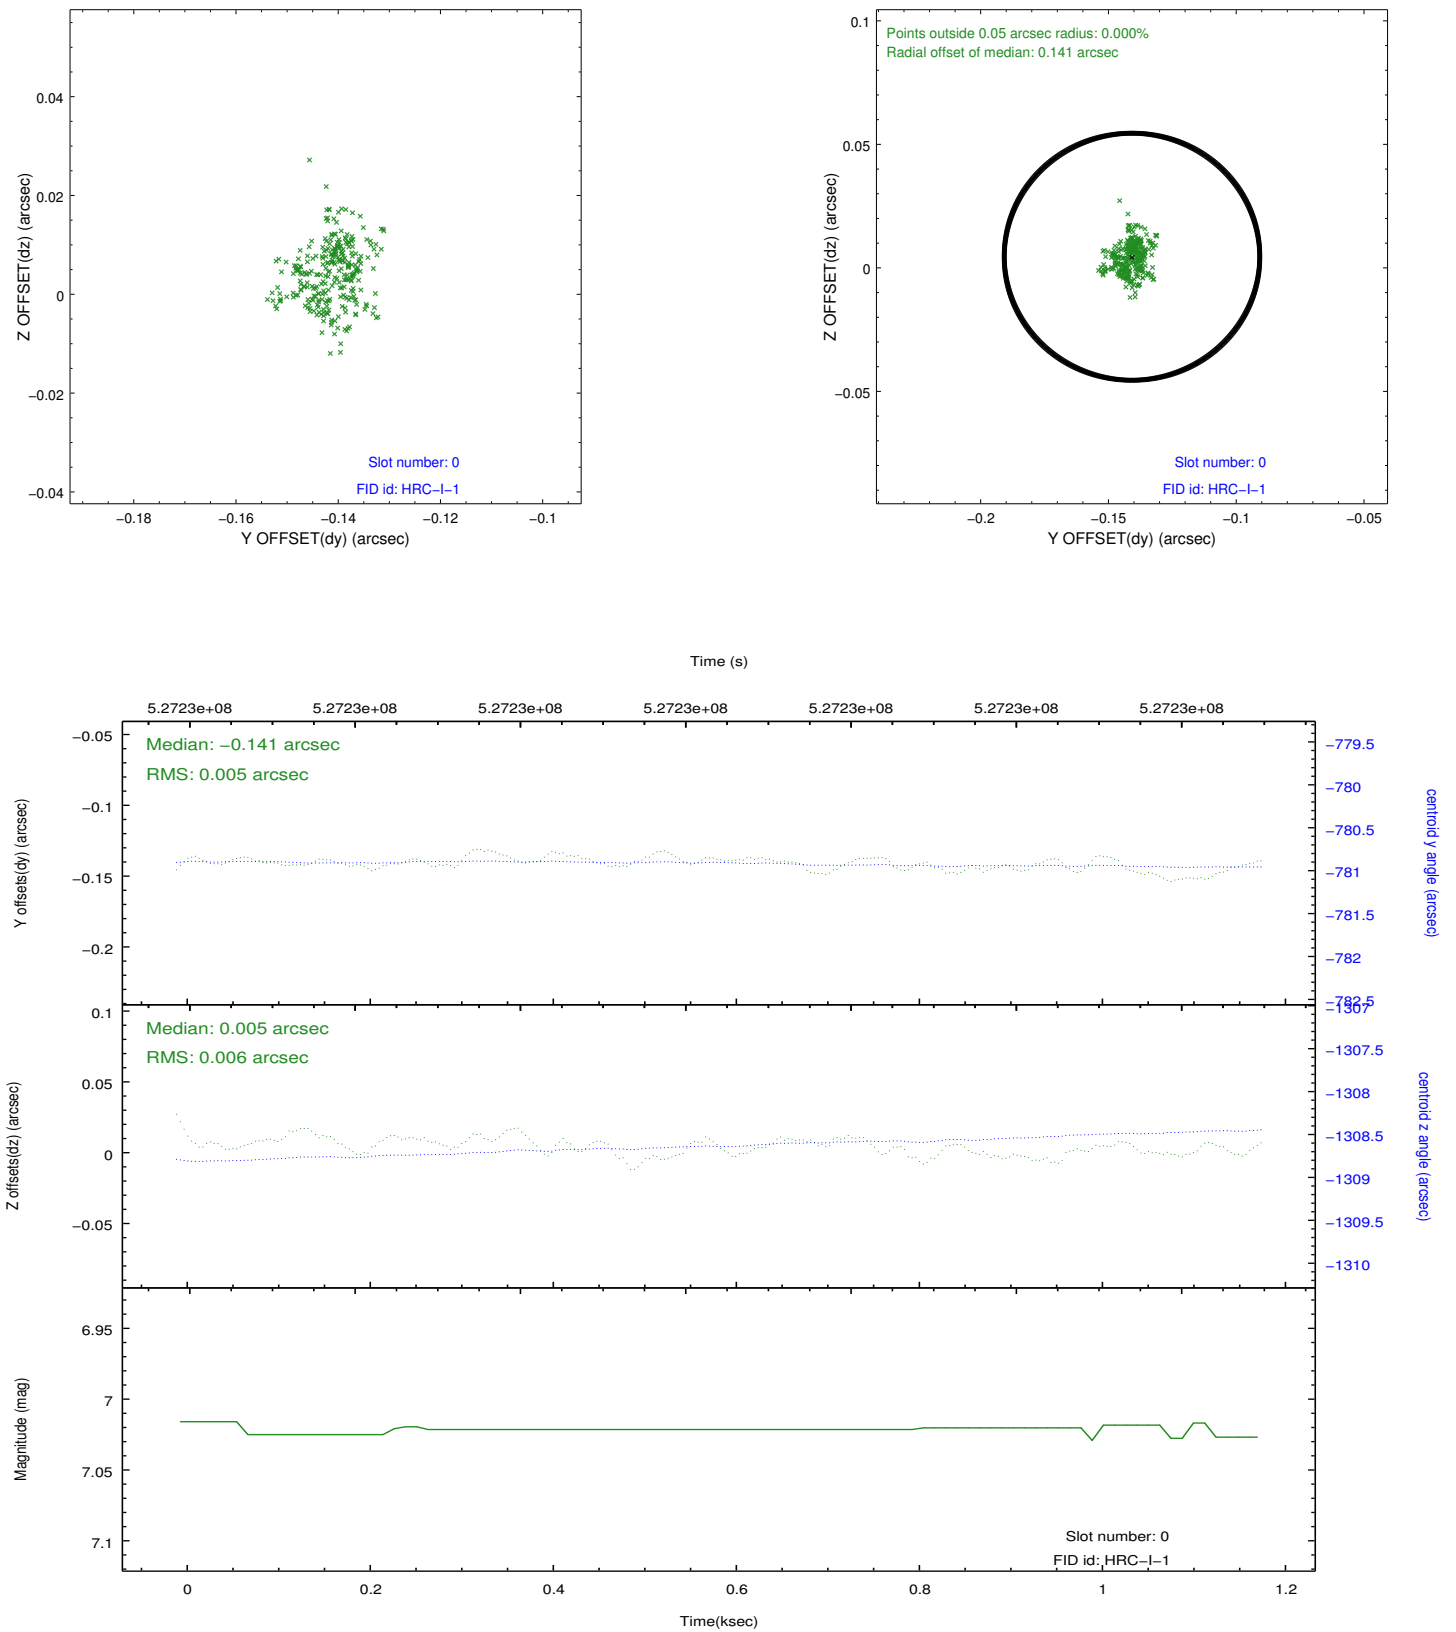 0.04
0.02
0
−0.02
−0.04
Z OFFSET(dz) (arcsec)
Slot number: 0
FID id: HRC−I−1
−0.18
−0.16
−0.14
−0.12
−0.1
Y OFFSET(dy) (arcsec)
Points outside 0.05 arcsec radius: 0.000%
Radial offset of median: 0.141 arcsec
0.1
0.05
0
−0.05
Z OFFSET(dz) (arcsec)
Slot number: 0
FID id: HRC−I−1
−0.2
−0.15
−0.1
−0.05
Y OFFSET(dy) (arcsec)
Time (s)
5.2723e+08
5.2723e+08
5.2723e+08
5.2723e+08
5.2723e+08
5.2723e+08
5.2723e+08
Median: −0.141 arcsec
RMS: 0.005 arcsec
−0.05
−0.1
−0.15
−0.2
Y offsets(dy) (arcsec)
−779.5
−780
−780.5
−781
−781.5
−782
−782.5
centroid y angle (arcsec)
Median: 0.005 arcsec
RMS: 0.006 arcsec
0.1
0.05
0
−0.05
Z offsets(dz) (arcsec)
−1307
−1307.5
−1308
−1308.5
−1309
−1309.5
−1310
centroid z angle (arcsec)
6.95
7
7.05
7.1
Magnitude (mag)
Slot number: 0
FID id: HRC−I−1
0
0.2
0.4
0.6
0.8
1
1.2
Time(ksec)